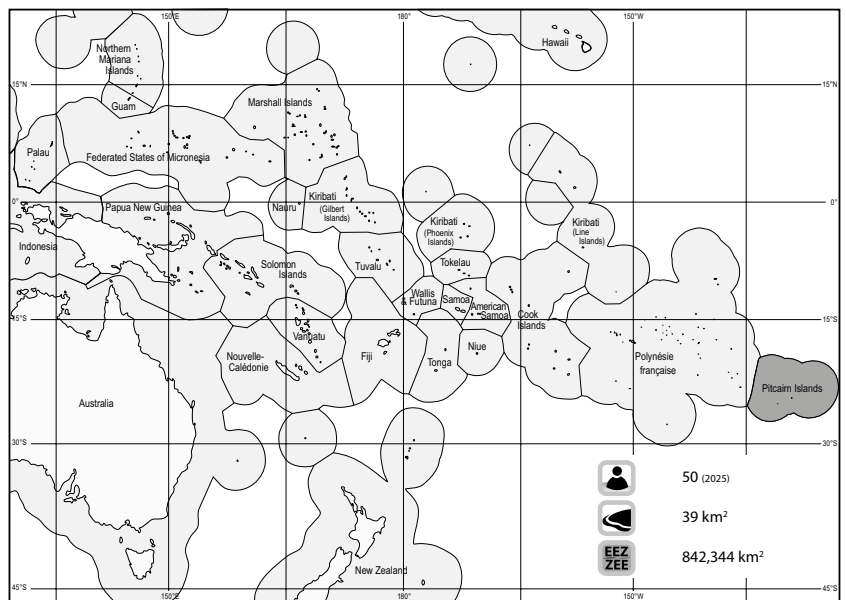 150°E
180°
150°W
Hawaii
Northern
Mariana
Islands
15°N
15°N
Guam
Marshall Islands
Palau
Federated States of Micronesia
0°
0°
Papua New Guinea
Nauru
Kiribati
(Gilbert
Islands)
Kiribati
(Phoenix
Islands)
Kiribati
(Line
Islands)
Indonesia
Solomon
Islands
Tuvalu
Tokelau
Wallis
& Futuna
Samoa
American
Samoa
Cook
Islands
15°S
15°S
Vanuatu
Nouvelle-
Calédonie
Fiji
Tonga
Niue
Polynésie
française
Pitcairn Islands
Australia
30°S
30°S
50 (2025)
39 km²
EEZ
ZEE
842,344 km²
New Zealand
45°S
45°S
150°E
180°
150°W